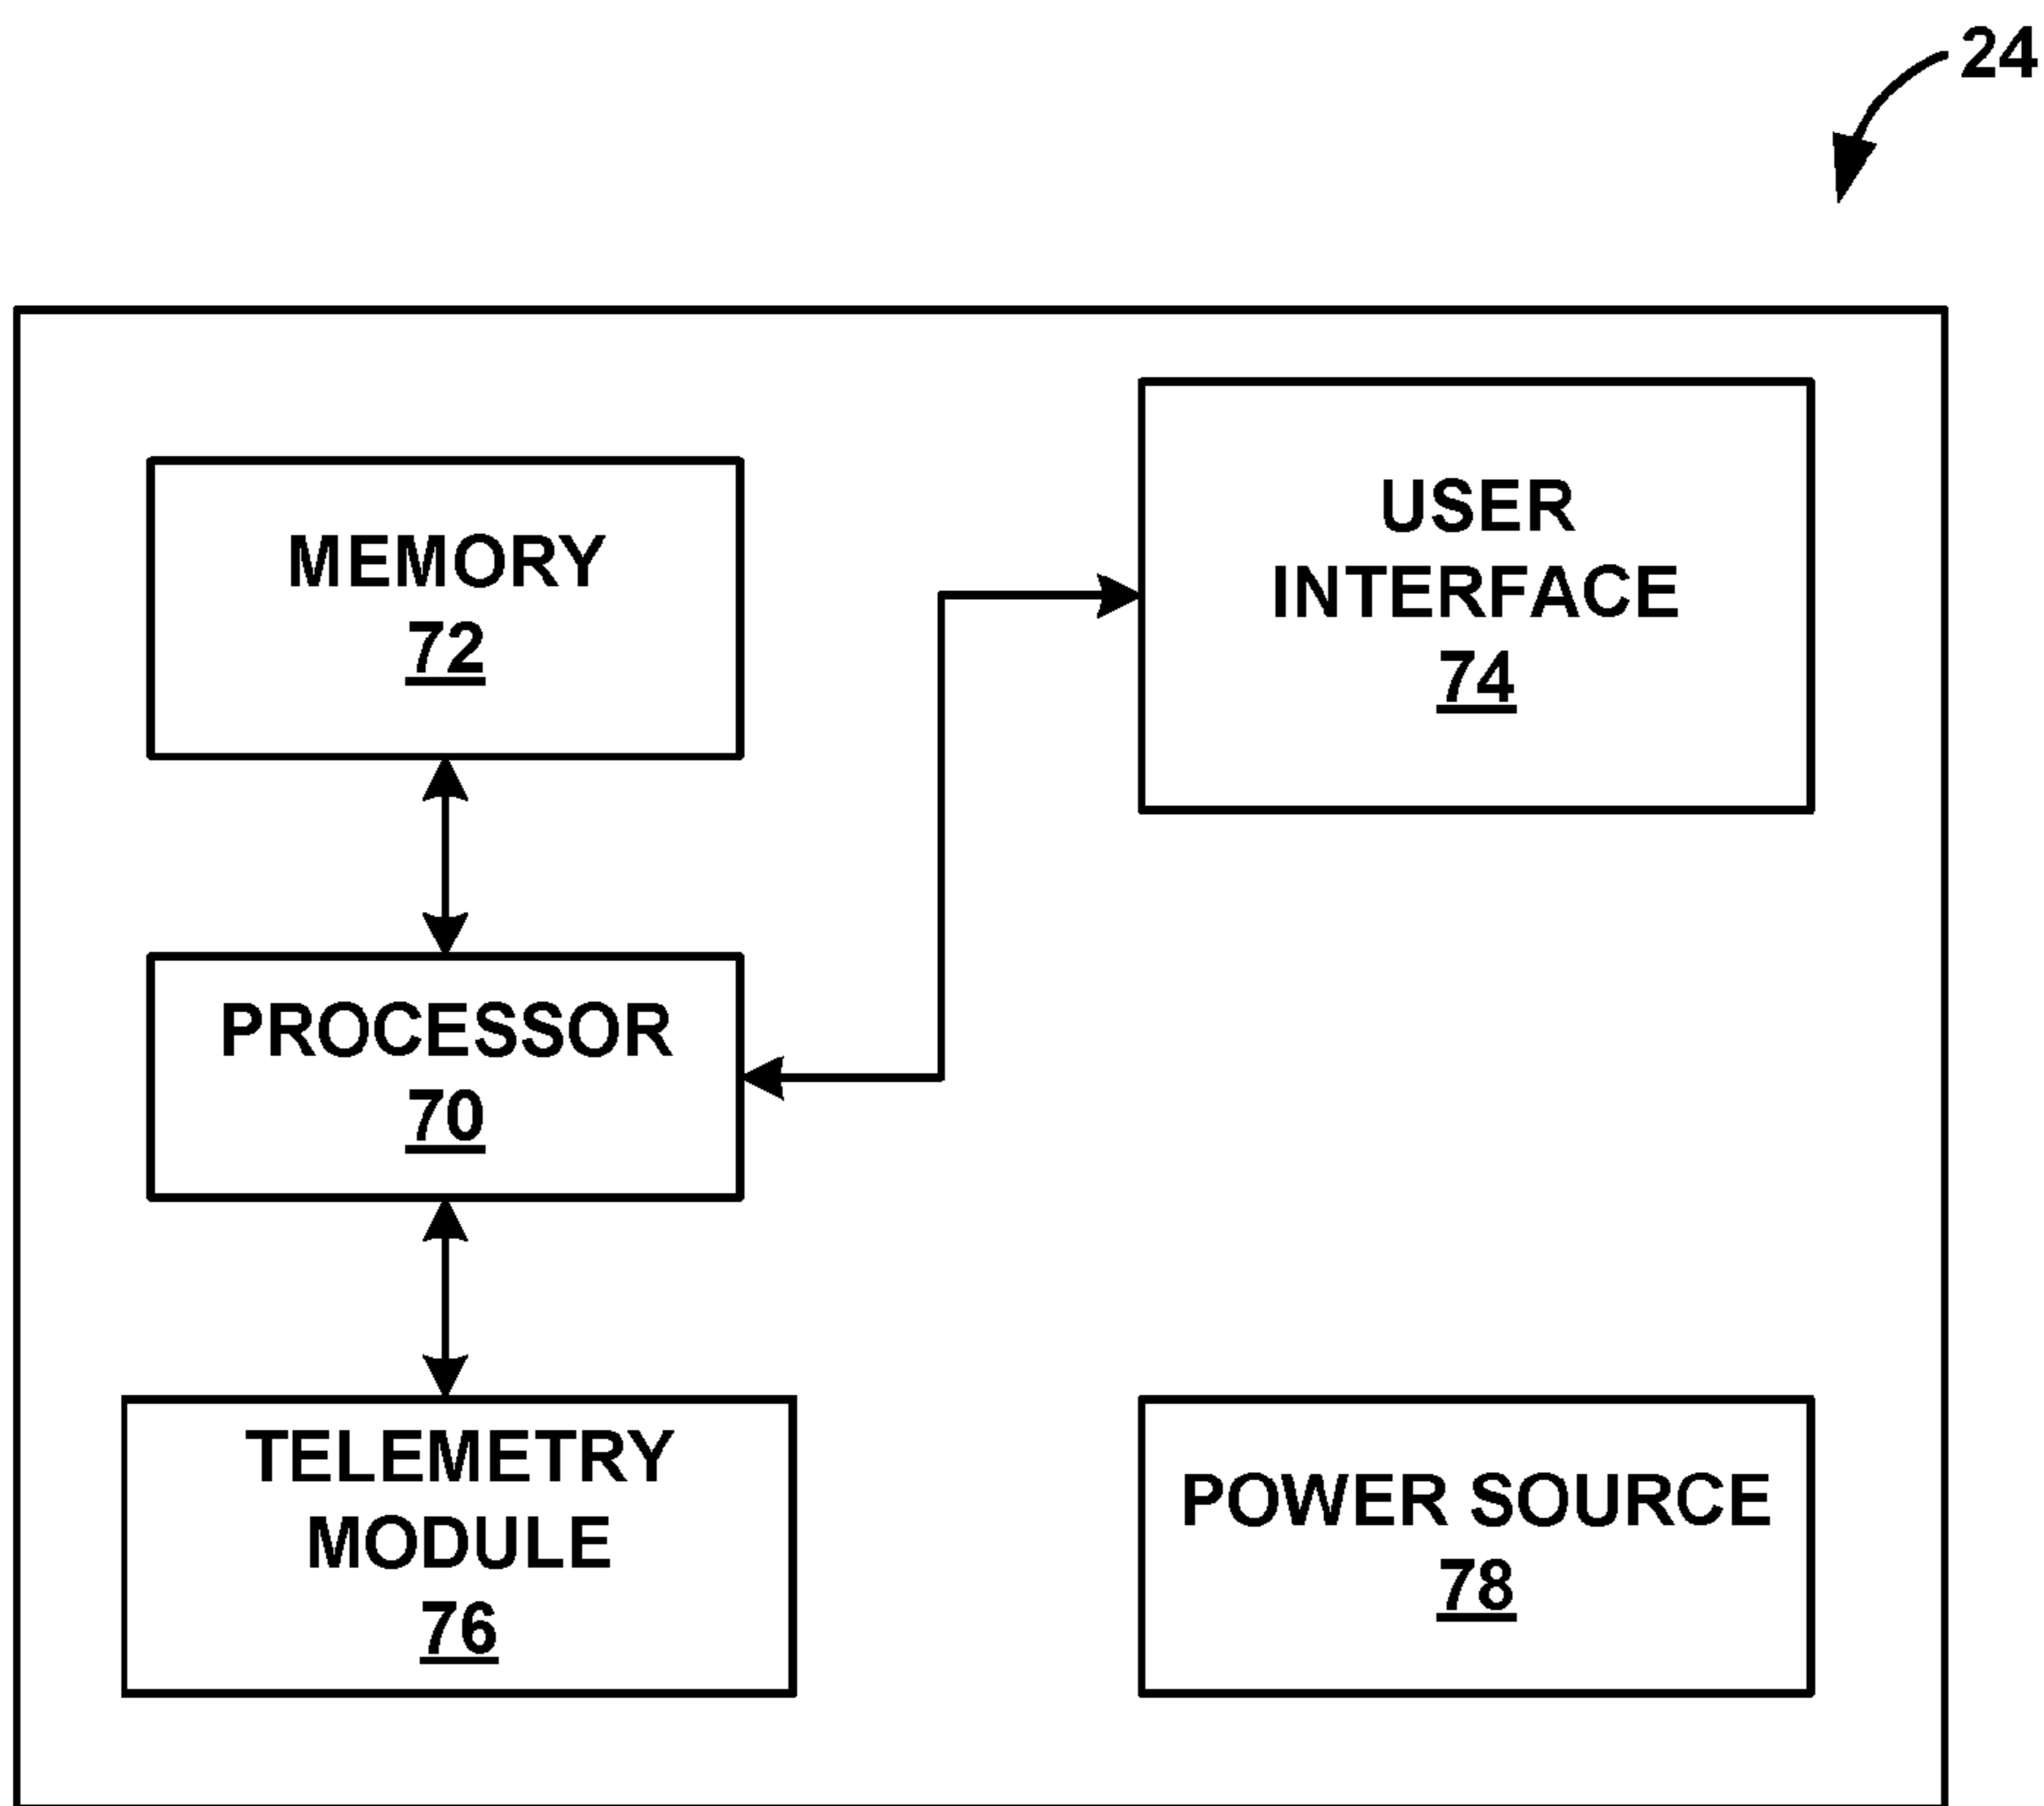 24
MEMORY
72
USER
INTERFACE
74
PROCESSOR
70
TELEMETRY
MODULE
76
POWER SOURCE
78